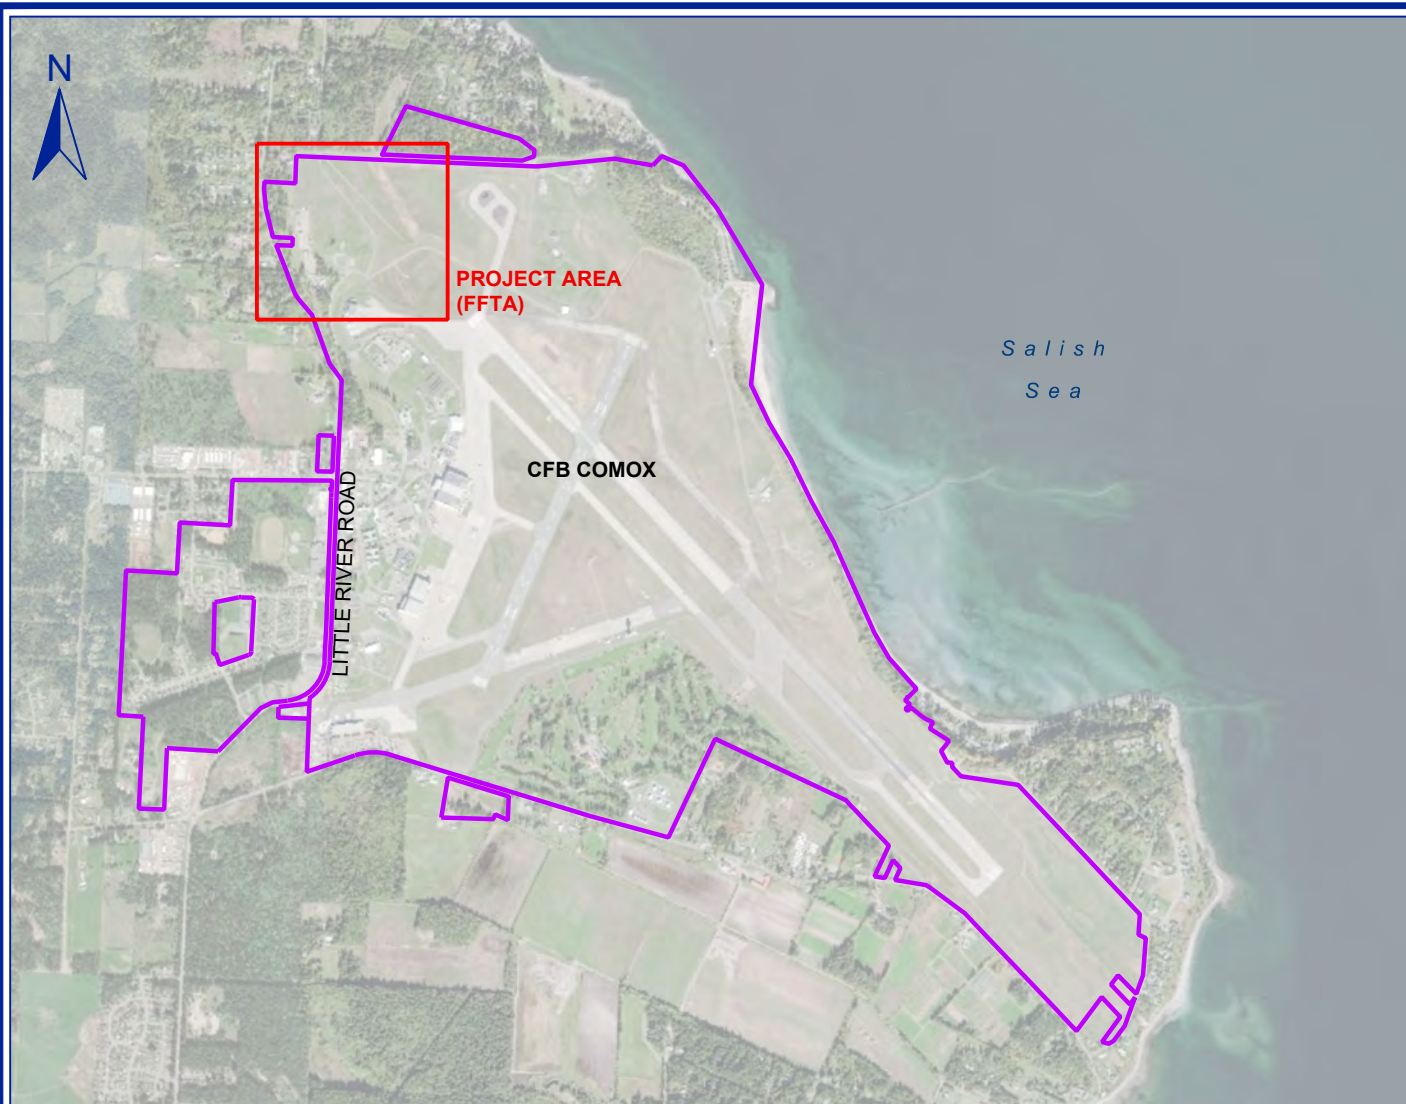 N
PROJECT AREA
(FFTA)
Salish
Sea
CFB COMOX
LITTLE RIVER ROAD